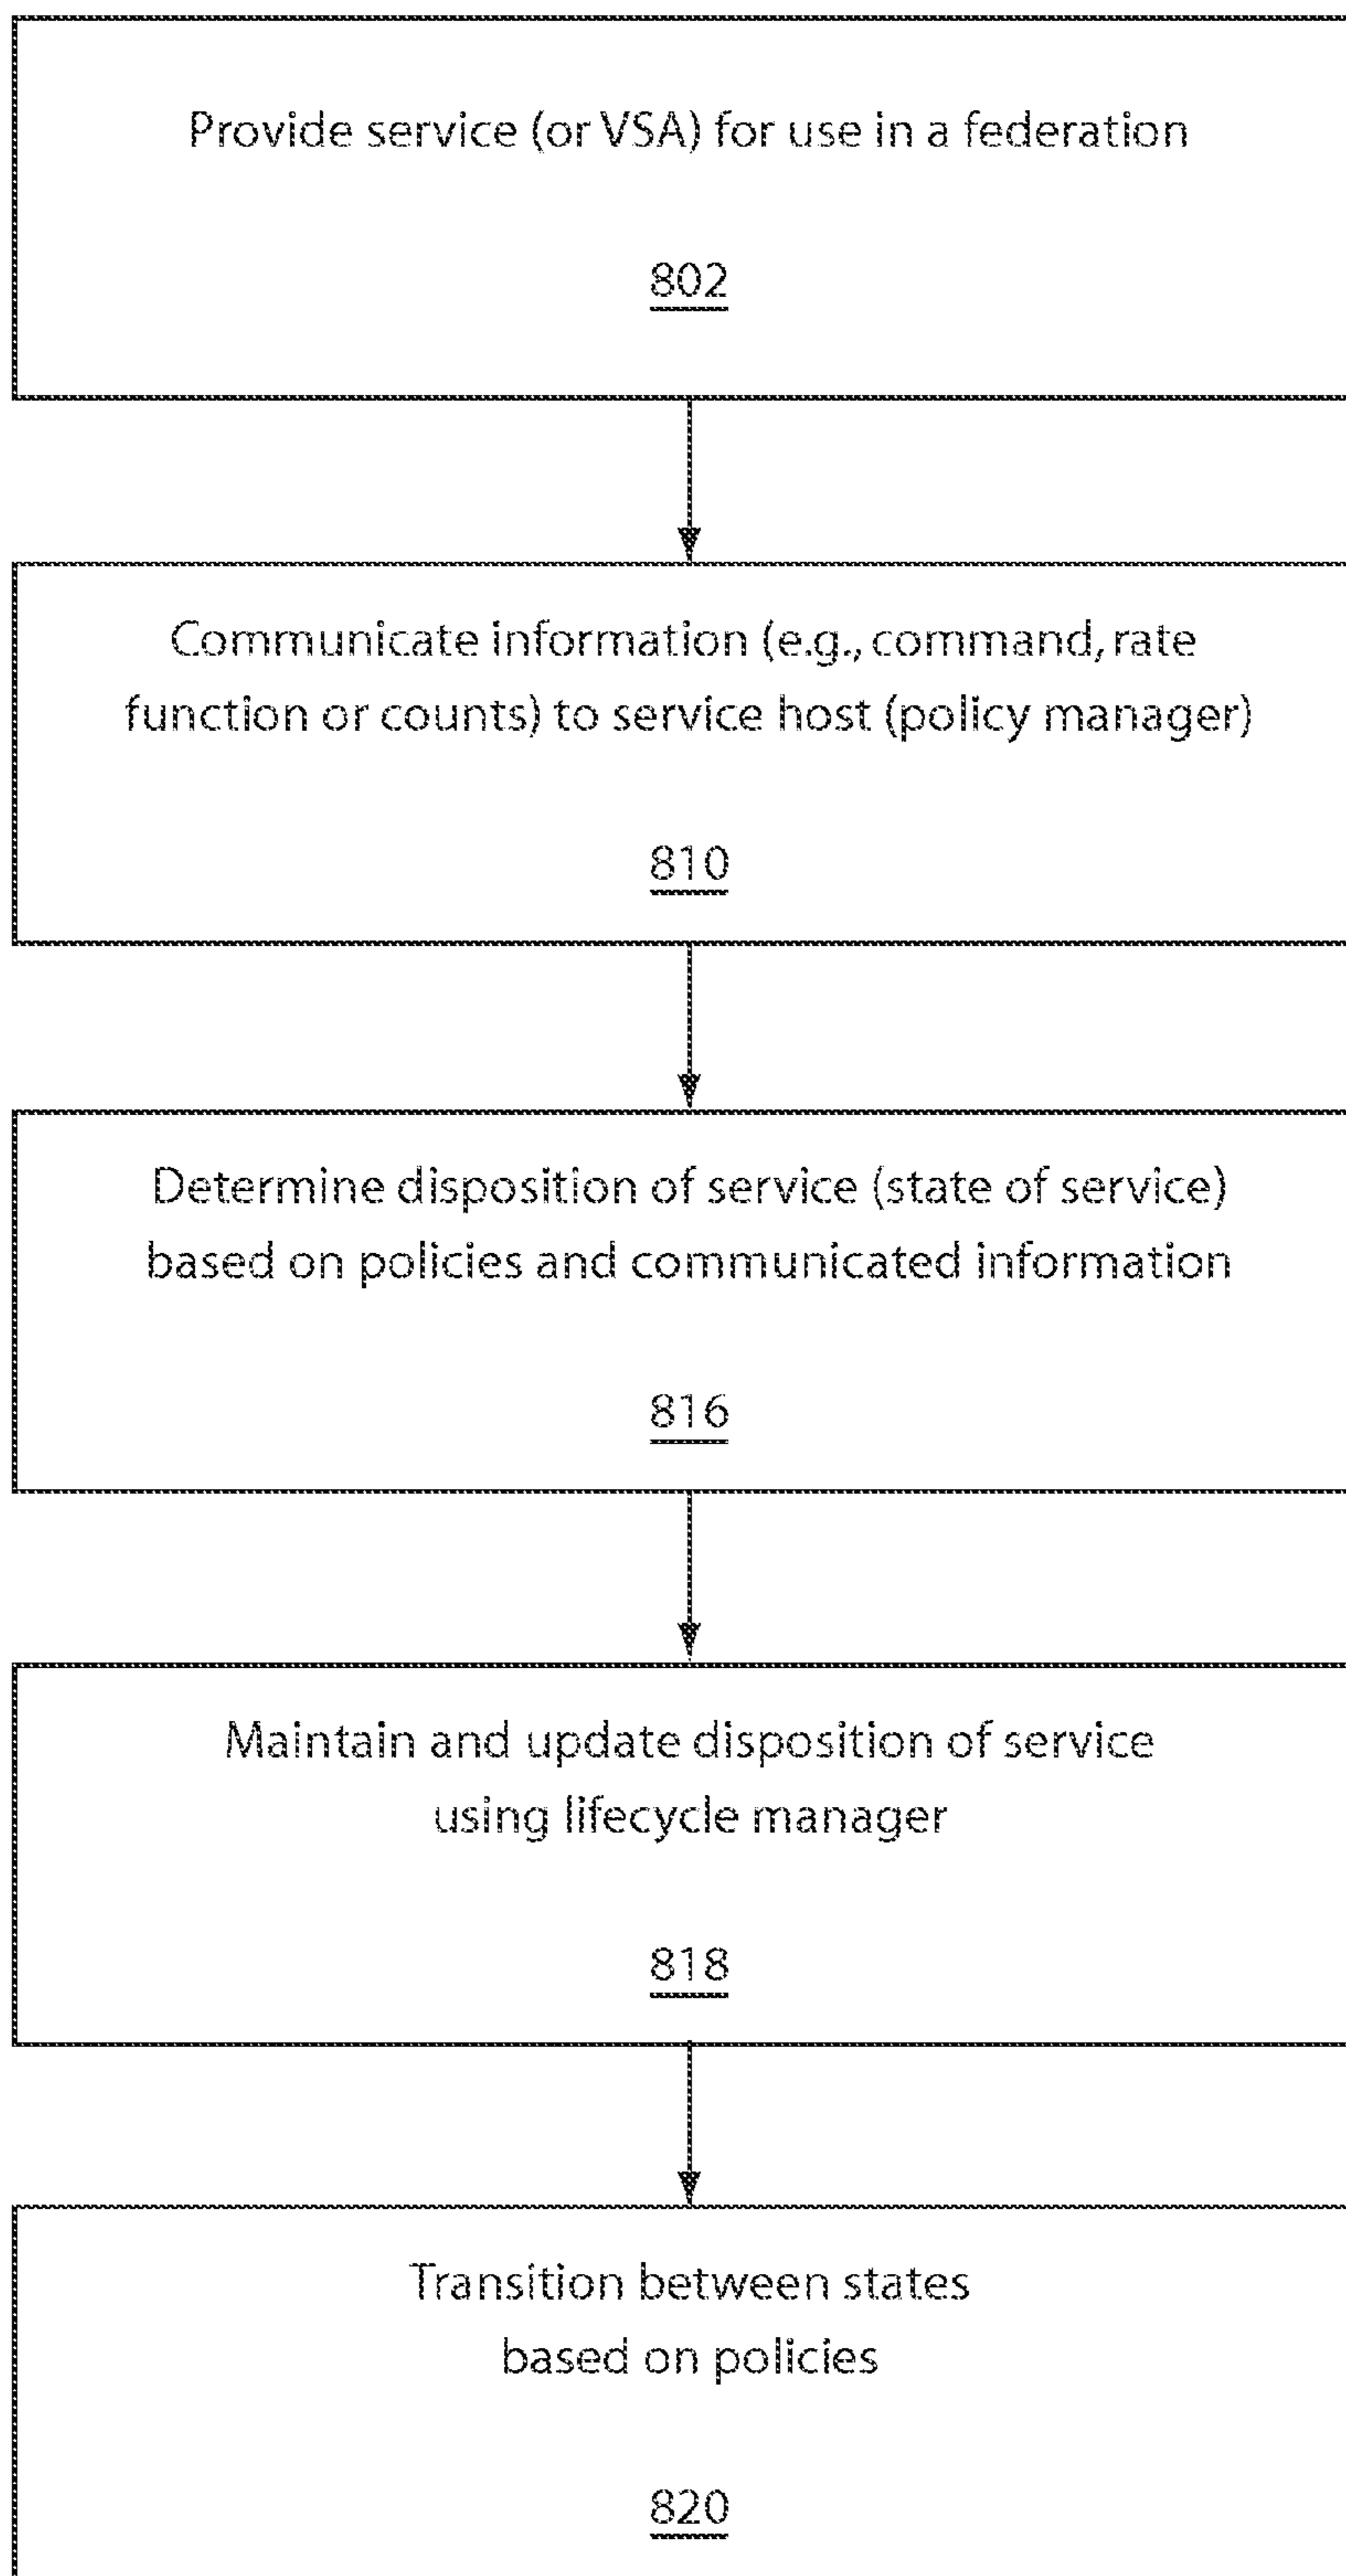 Provide service (or VSA) for use in a federation
802
Communicate information (e.g., command, rate
function or counts) to service host (policy manager)
810
Determine disposition of service (state of service)
based on policies and communicated information
816
Maintain and update disposition of service
using lifecycle manager
818
Transition between states
based on policies
820